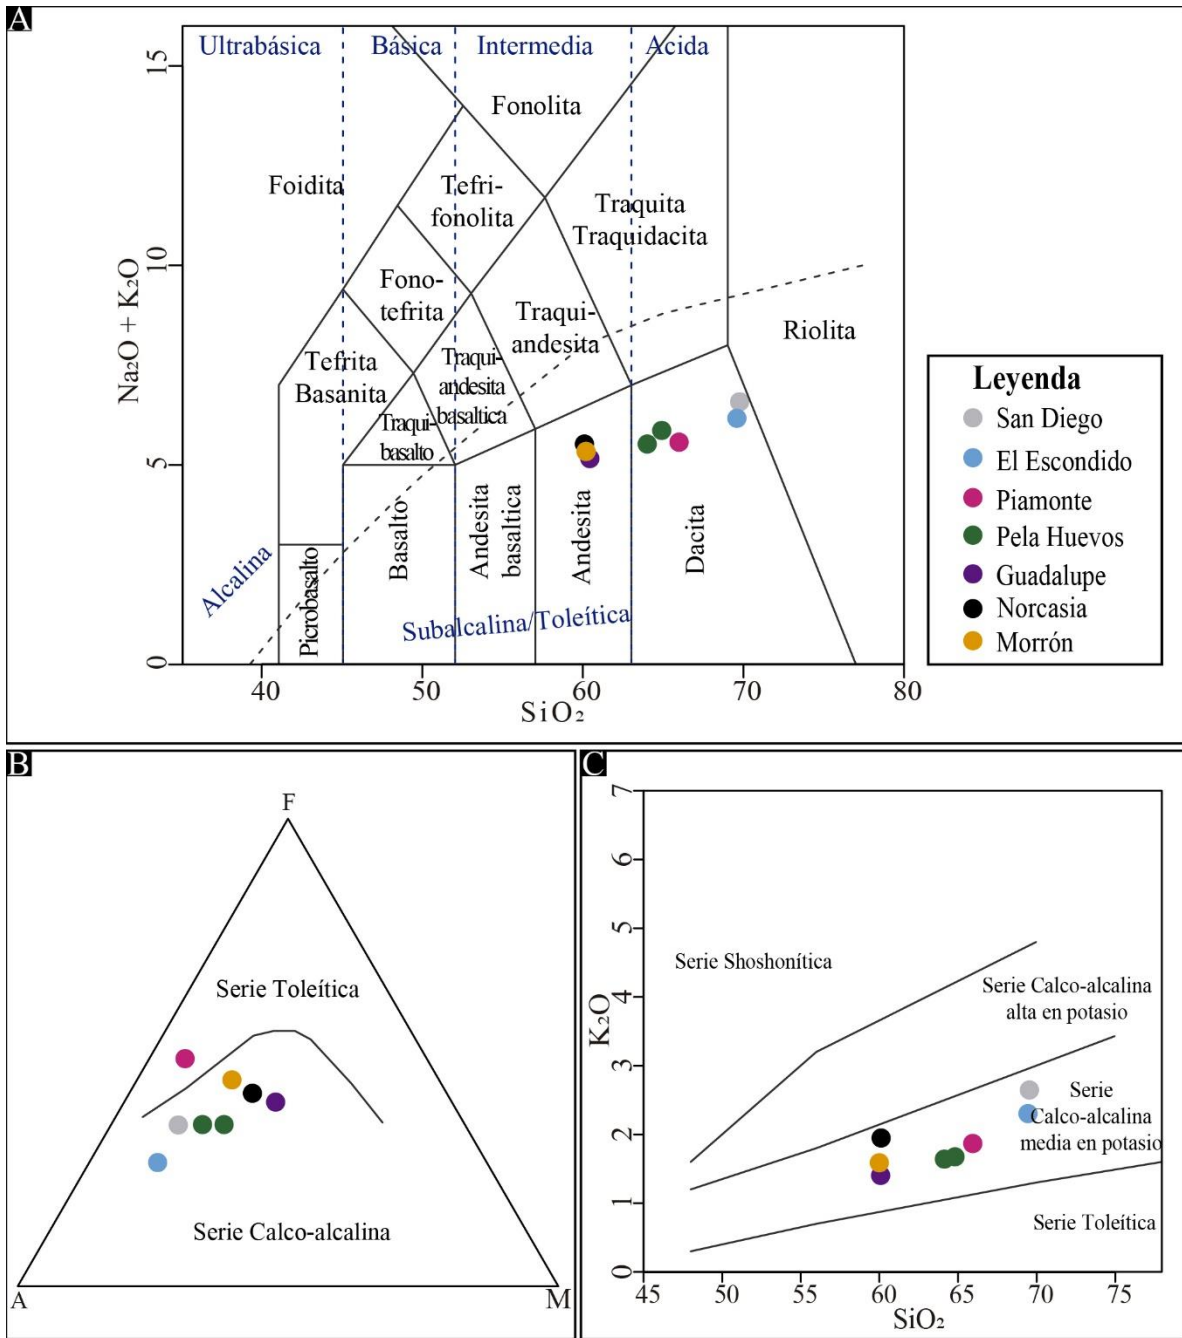 A
Ultrabásica Básica Intermedia Acida
15
Fonolita
Foidita
Tefri-
fonolita
Traquita
Traquidacita
10
Na₂O + K₂O
Fono-
tefrita
Traqui-
andesita
Riolita
Tefrita
Basanita
Traqui-
andesita
basaltica
Traqui-
basalto
5
Alcalina
Picrobasalto
Basalto
Andesita
basaltica
Andesita
Dacita
Subalcalina/Toleítica
0
40 50 60 70 80
SiO₂
Leyenda
San Diego
El Escondido
Piamonte
Pela Huevos
Guadalupe
Norcasia
Morrón
B
F
Serie Toleítica
Serie Calco-alcalina
A
M
C
7
6
5
4
3
2
1
0
K₂O
Serie Shoshonítica
Serie Calco-alcalina
alta en potasio
Serie
Calco-alcalina
media en potasio
Serie Toleítica
45 50 55 60 65 70 75
SiO₂